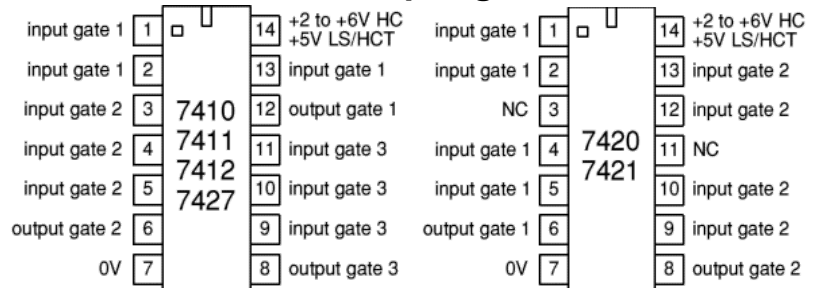 input gate 1 1 14 +2 to +6V HC
+5V LS/HCT
input gate 1 2 13 input gate 1
input gate 2 3 12 output gate 1
input gate 2 4 11 input gate 3
input gate 2 5 10 input gate 3
output gate 2 6 9 input gate 3
0V 7 8 output gate 3
7410
7411
7412
7427
input gate 1 1 14 +2 to +6V HC
+5V LS/HCT
input gate 1 2 13 input gate 2
NC 3 12 input gate 2
input gate 1 4 11 NC
input gate 1 5 10 input gate 2
output gate 1 6 9 input gate 2
0V 7 8 output gate 2
7420
7421